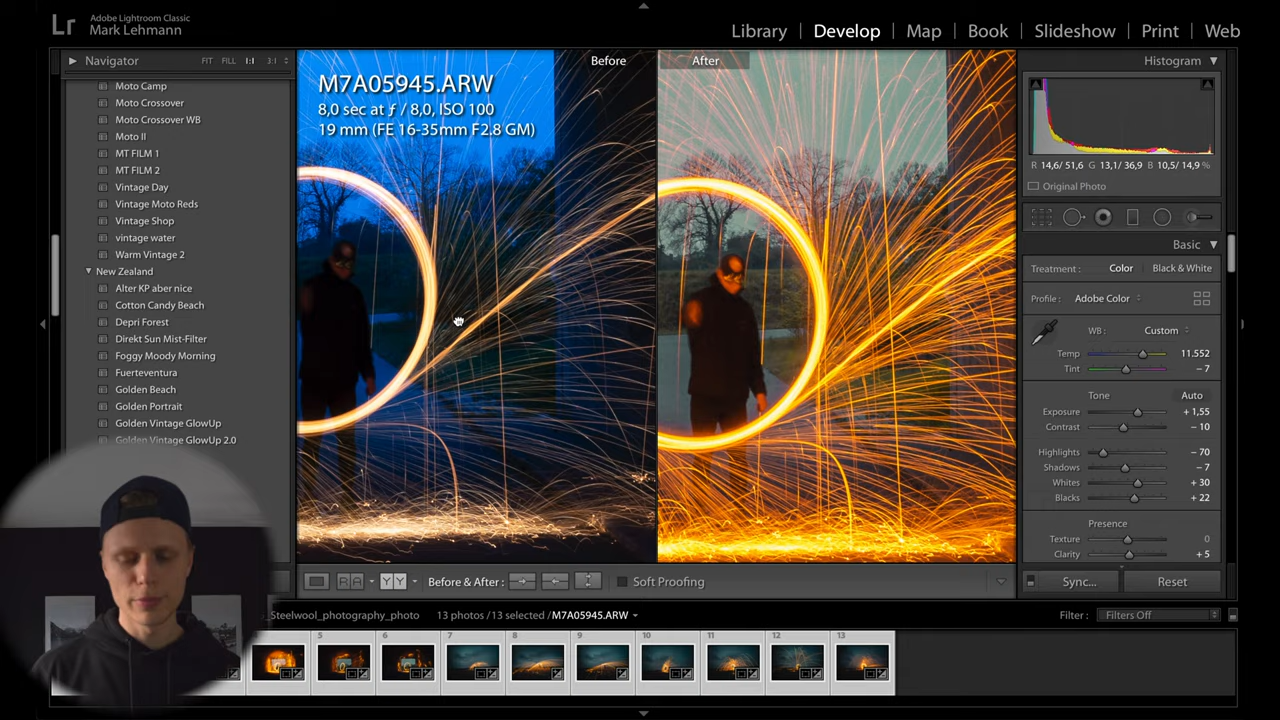 Lr
Adobe Lightroom Classic
Mark Lehmann
Library
Develop
Map
Book
Slideshow
Print
Web
Navigator
FIT
FILL
1:1
3:1
Moto Camp
Moto Crossover
Moto Crossover WB
Moto II
MT FILM 1
MT FILM 2
Vintage Day
Vintage Moto Reds
Vintage Shop
vintage water
Warm Vintage 2
New Zealand
Alter KP aber nice
Cotton Candy Beach
Depri Forest
Direkt Sun Mist-Filter
Foggy Moody Morning
Fuerteventura
Golden Beach
Golden Portrait
Golden Vintage GlowUp
Golden Vintage GlowUp 2.0
M7A05945.ARW
8,0 sec at ƒ / 8,0, ISO 100
19 mm (FE 16-35mm F2.8 GM)
Before
After
Histogram
R 14,6/ 51,6 G 13,1/ 36,9 B 10,5/ 14,9 %
Original Photo
Basic
Treatment :
Color
Black & White
Profile :
Adobe Color
WB :
Custom
Temp
11.552
Tint
– 7
Tone
Auto
Exposure
+ 1,55
Contrast
– 10
Highlights
– 70
Shadows
– 7
Whites
+ 30
Blacks
+ 22
Presence
Texture
0
Clarity
+ 5
R A
Y Y
Before & After :
Soft Proofing
Sync...
Reset
_Steelwool_photography_photo
13 photos /13 selected /M7A05945.ARW
Filter :
Filters Off
5
6
7
8
9
10
11
12
13